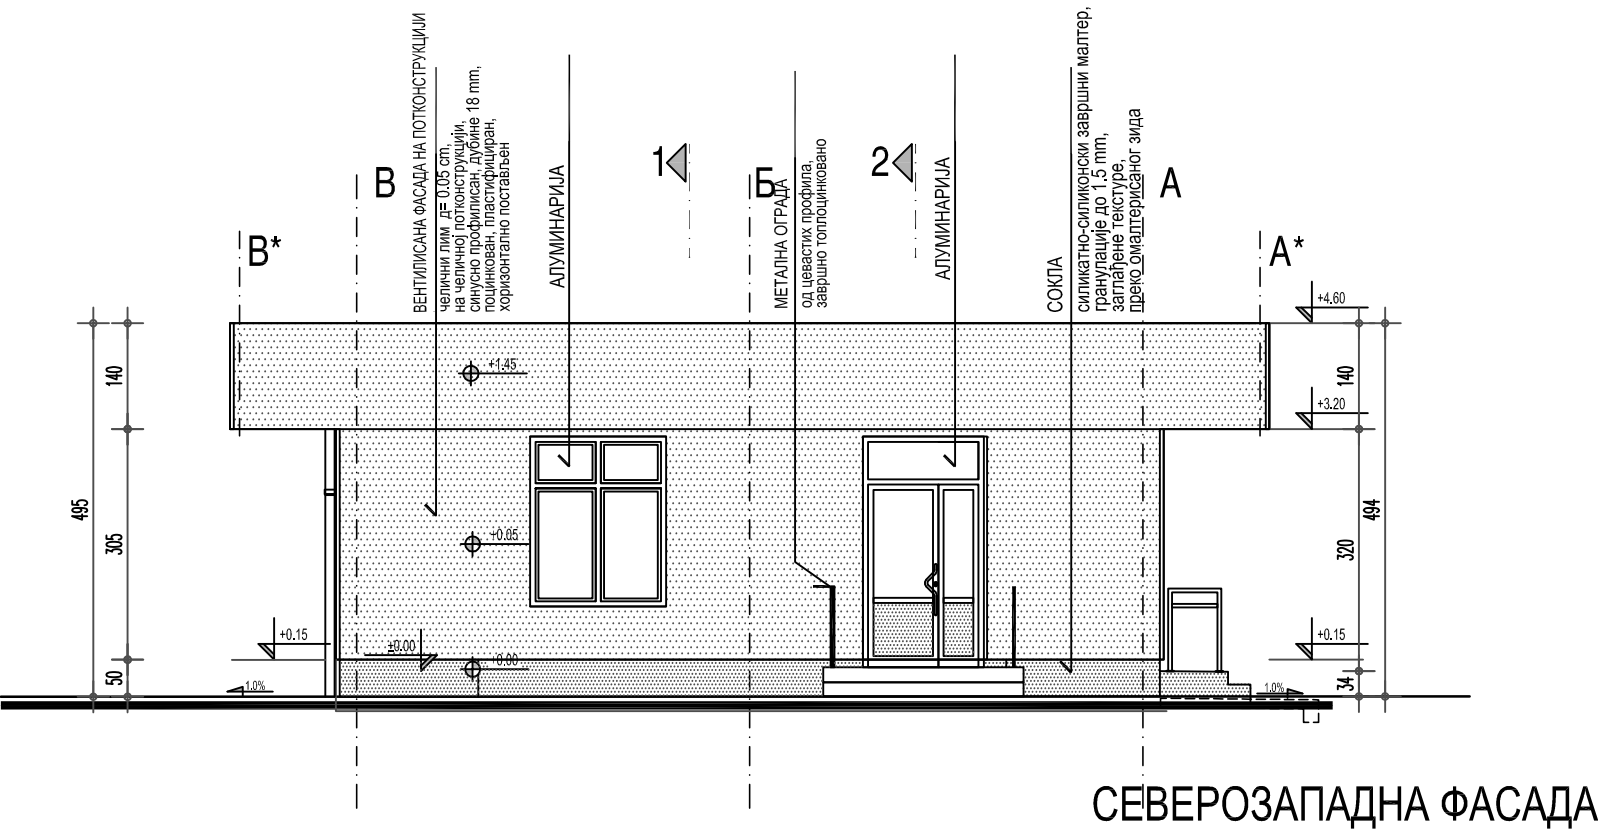 ВЕНТИЛИСАНА ФАСАДА НА ПОТКОНСТРУКЦИЈИ
челични лим д= 0.05 cm,
на челичној потконструкцији,
синусно профилисан, дубине 18 mm,
поцинкован, пластифициран,
хоризонтално постављен
АЛУМИНАРИЈА
МЕТАЛНА ОГРАДА
од цевастих профила,
завршно топлоцинковано
АЛУМИНАРИЈА
СОКЛА
силикатно-силиконски завршни малтер,
гранулације до 1.5 mm,
заглађене текстуре,
преко омалтерисаног зида
1
2
В
Б
А
В*
А*
+4.60
+1.45
140
140
+3.20
495
494
305
320
+0.05
+0.15
±0.00
+0.00
+0.15
50
34
1.0%
1.0%
СЕВЕРОЗАПАДНА ФАСАДА